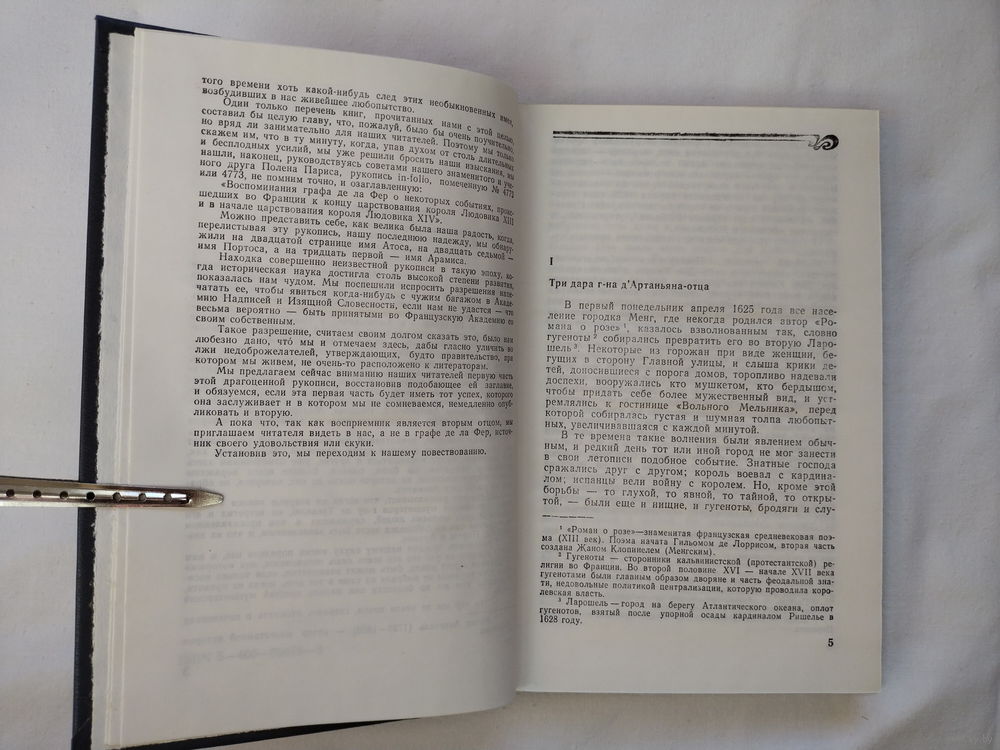 того времени хоть какой-нибудь след этих необыкновенных имен,
возбудивших в нас живейшее любопытство.
Один только перечень книг, прочитанных нами с этой целью,
составил бы целую главу, что, пожалуй, было бы очень поучительно,
но вряд ли занимательно для наших читателей. Поэтому мы только
скажем им, что в ту минуту, когда, упав духом от столь длительных
и бесплодных усилий, мы уже решили бросить наши изыскания, мы
нашли, наконец, руководствуясь советами нашего знаменитого и уче-
ного друга Полена Париса, рукопись in-folio, помеченную № 4772
или 4773, не помним точно, и озаглавленную:
«Воспоминания графа де ла Фер о некоторых событиях, проис-
шедших во Франции к концу царствования короля Людовика XIII
и в начале царствования короля Людовика XIV».
Можно представить себе, как велика была наша радость, когда,
перелистывая эту рукопись, нашу последнюю надежду, мы обнару-
жили на двадцатой странице имя Атоса, на двадцать седьмой —
имя Портоса, а на тридцать первой — имя Арамиса.
Находка совершенно неизвестной рукописи в такую эпоху, ко-
гда историческая наука достигла столь высокой степени развития,
показалась нам чудом. Мы поспешили испросить разрешения напе-
чатать ее, чтобы явиться когда-нибудь с чужим багажом в Акаде-
мию Надписей и Изящной Словесности, если нам не удастся — что
весьма вероятно — быть принятыми во Французскую Академию со
своим собственным.
Такое разрешение, считаем своим долгом сказать это, было нам
любезно дано, что́ мы и отмечаем здесь, дабы гласно уличить во
лжи недоброжелателей, утверждающих, будто правительство, при
котором мы живем, не очень-то расположено к литераторам.
Мы предлагаем сейчас вниманию наших читателей первую часть
этой драгоценной рукописи, восстановив подобающее ей заглавие,
и обязуемся, если эта первая часть будет иметь тот успех, которого
она заслуживает и в котором мы не сомневаемся, немедленно опуб-
ликовать и вторую.
А пока что, так как восприемник является вторым отцом, мы
приглашаем читателя видеть в нас, а не в графе де ла Фер, источ-
ник своего удовольствия или скуки.
Установив это, мы переходим к нашему повествованию.
I
Три дара г-на д'Артаньяна-отца
В первый понедельник апреля 1625 года все насе-
ление городка Менг, где некогда родился автор «Ро-
мана о розе»¹, казалось взволнованным так, словно
гугеноты² собирались превратить его во вторую Ларо-
шель³. Некоторые из горожан при виде женщин, бе-
гущих в сторону Главной улицы, и слыша крики де-
тей, доносившиеся с порога домов, торопливо надевали
доспехи, вооружались кто мушкетом, кто бердышом,
чтобы придать себе более мужественный вид, и уст-
ремлялись к гостинице «Вольного Мельника», перед
которой собиралась густая и шумная толпа любопыт-
ных, увеличивавшаяся с каждой минутой.
В те времена такие волнения были явлением обыч-
ным, и редкий день тот или иной город не мог занести
в свои летописи подобное событие. Знатные господа
сражались друг с другом; король воевал с кардина-
лом; испанцы вели войну с королем. Но, кроме этой
борьбы — то глухой, то явной, то тайной, то откры-
той, — были еще и нищие, и гугеноты, бродяги и слу-
¹ «Роман о розе»—знаменитая французская средневековая поэ-
ма (XIII век). Поэма начата Гильомом де Лоррисом, вторая часть
создана Жаном Клопинелем (Менгским).
² Гугеноты — сторонники кальвинистской (протестантской) ре-
лигии во Франции. Во второй половине XVI — начале XVII века
гугенотами были главным образом дворяне и часть феодальной зна-
ти, недовольные политикой централизации, которую проводила коро-
левская власть.
³ Ларошель — город на берегу Атлантического океана, оплот
гугенотов, взятый после упорной осады кардиналом Ришелье в
1628 году.
5